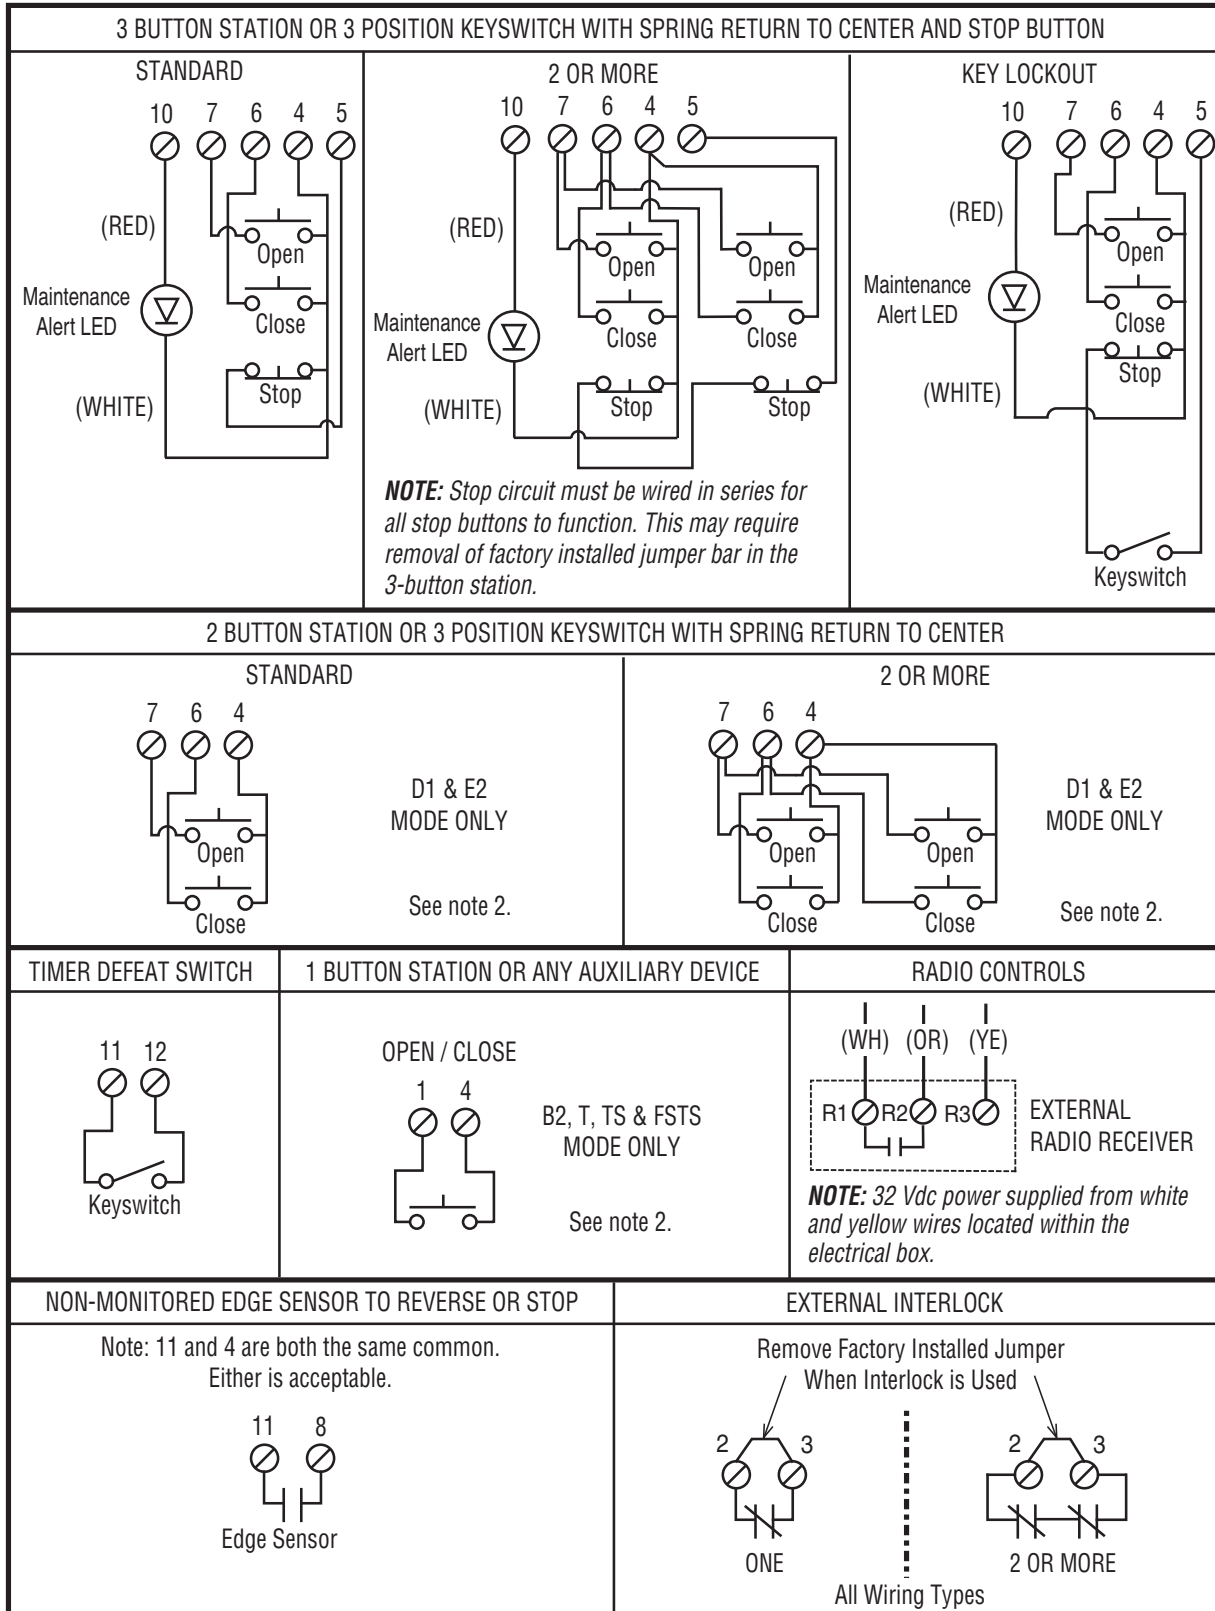 3 BUTTON STATION OR 3 POSITION KEYSWITCH WITH SPRING RETURN TO CENTER AND STOP BUTTON
STANDARD
10 7 6 4 5
(RED)
Open
Maintenance
Alert LED
Close
Stop
(WHITE)
2 OR MORE
10 7 6 4 5
(RED)
Open Open
Maintenance
Alert LED
Close Close
Stop Stop
(WHITE)
NOTE: Stop circuit must be wired in series for
all stop buttons to function. This may require
removal of factory installed jumper bar in the
3-button station.
KEY LOCKOUT
10 7 6 4 5
(RED)
Open
Maintenance
Alert LED
Close
Stop
(WHITE)
Keyswitch
2 BUTTON STATION OR 3 POSITION KEYSWITCH WITH SPRING RETURN TO CENTER
STANDARD
7 6 4
D1 & E2
MODE ONLY
Open
See note 2.
Close
2 OR MORE
7 6 4
D1 & E2
MODE ONLY
Open Open
See note 2.
Close Close
TIMER DEFEAT SWITCH
11 12
Keyswitch
1 BUTTON STATION OR ANY AUXILIARY DEVICE
OPEN / CLOSE
1 4
B2, T, TS & FSTS
MODE ONLY
See note 2.
RADIO CONTROLS
(WH) (OR) (YE)
R1 R2 R3
EXTERNAL
RADIO RECEIVER
NOTE: 32 Vdc power supplied from white
and yellow wires located within the
electrical box.
NON-MONITORED EDGE SENSOR TO REVERSE OR STOP
Note: 11 and 4 are both the same common.
Either is acceptable.
11 8
Edge Sensor
EXTERNAL INTERLOCK
Remove Factory Installed Jumper
When Interlock is Used
2 3 2 3
ONE 2 OR MORE
All Wiring Types